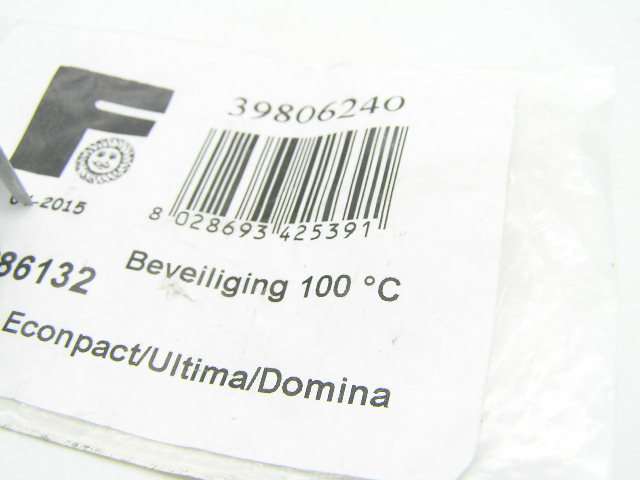 F
39806240
8 028693 425391
-2015
86132 Beveiliging 100 °C
Econpact/Ultima/Domina